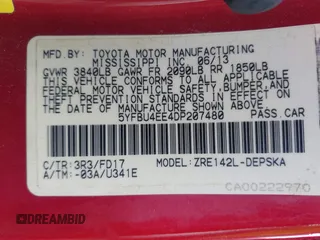 MFD.BY: TOYOTA MOTOR MANUFACTURING
MISSISSIPPI INC 06/13
GVWR 3840LB GAWR FR 2090LB RR 1850LB
THIS VEHICLE CONFORMS TO ALL APPLICABLE
FEDERAL MOTOR VEHICLE SAFETY, BUMPER, AND
THEFT PREVENTION STANDARDS IN EFFECT ON THE
DATE OF MANUFACTURE SHOWN ABOVE.
5YFBU4EE4DP207480 PASS.CAR
C/TR: 3R3/FD17 MODEL: ZRE142L-DEPSKA
A/TM: -03A/U341E
CA00222970
DREAMBID